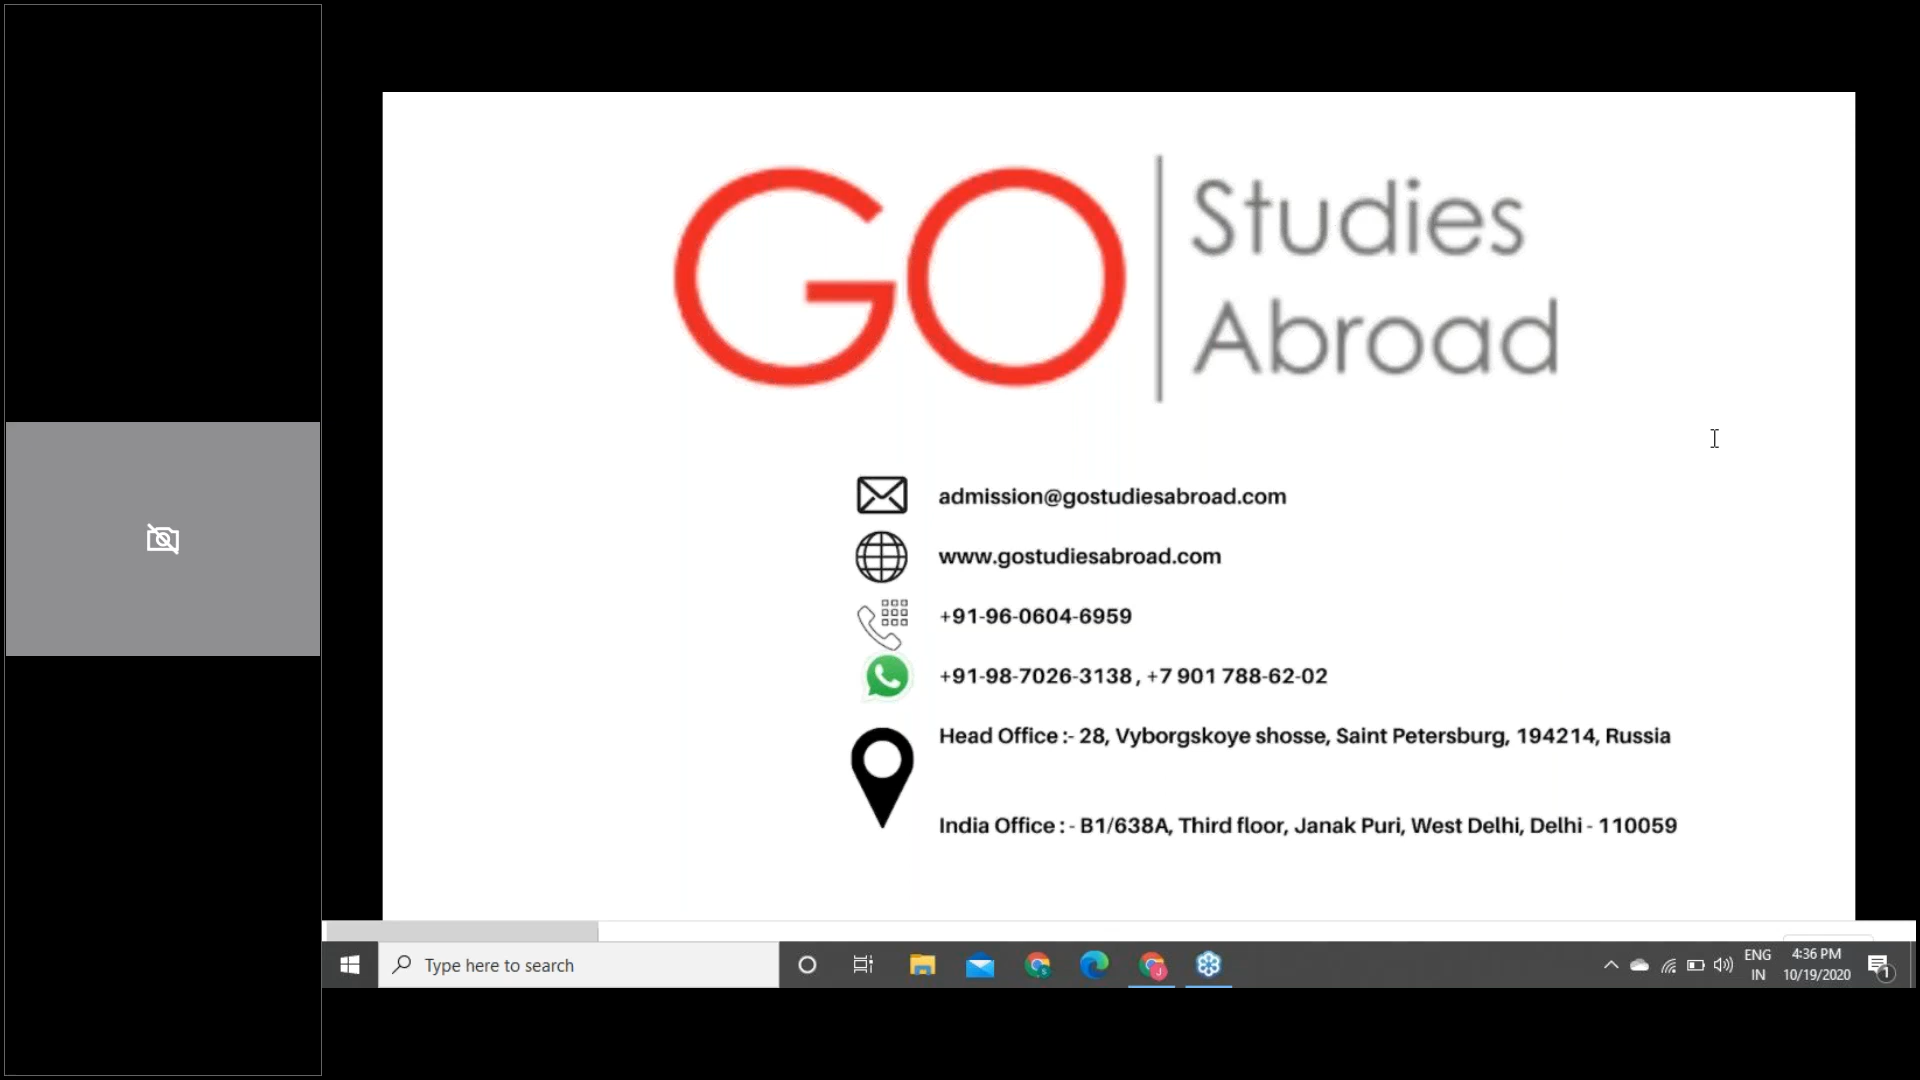 GO Studies
Abroad
admission@gostudiesabroad.com
www.gostudiesabroad.com
+91-96-0604-6959
+91-98-7026-3138 , +7 901 788-62-02
Head Office :- 28, Vyborgskoye shosse, Saint Petersburg, 194214, Russia
India Office : - B1/638A, Third floor, Janak Puri, West Delhi, Delhi - 110059
Type here to search
ENG
IN
4:36 PM
10/19/2020
1